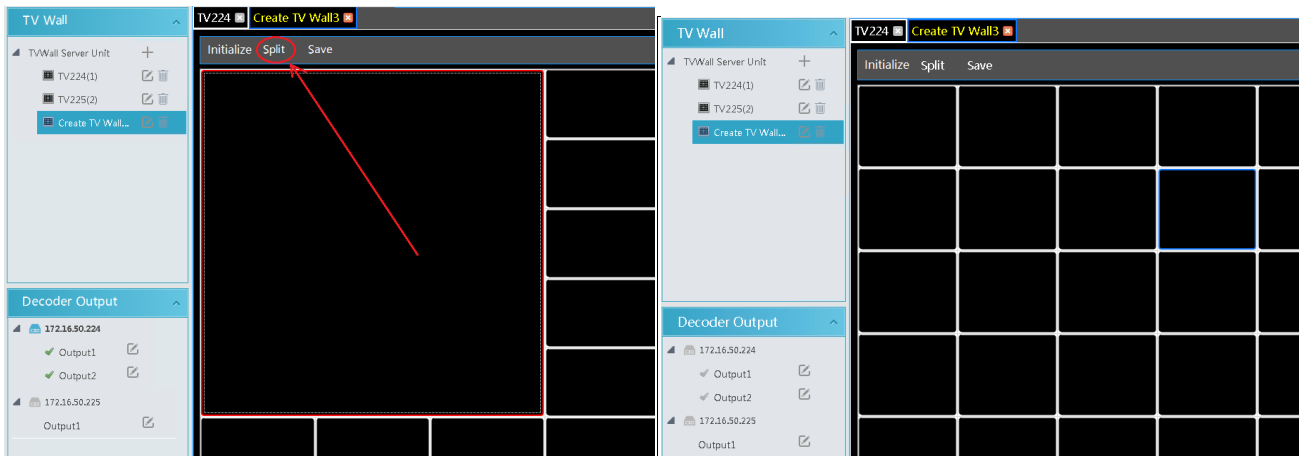 TV Wall
TVWall Server Unit
TV224(1)
TV225(2)
Create TV Wall...
Decoder Output
172.16.50.224
Output1
Output2
172.16.50.225
Output1
TV224 Create TV Wall3
Initialize Split Save
TV Wall
TVWall Server Unit
TV224(1)
TV225(2)
Create TV Wall...
Decoder Output
172.16.50.224
Output1
Output2
172.16.50.225
Output1
TV224 Create TV Wall3
Initialize Split Save